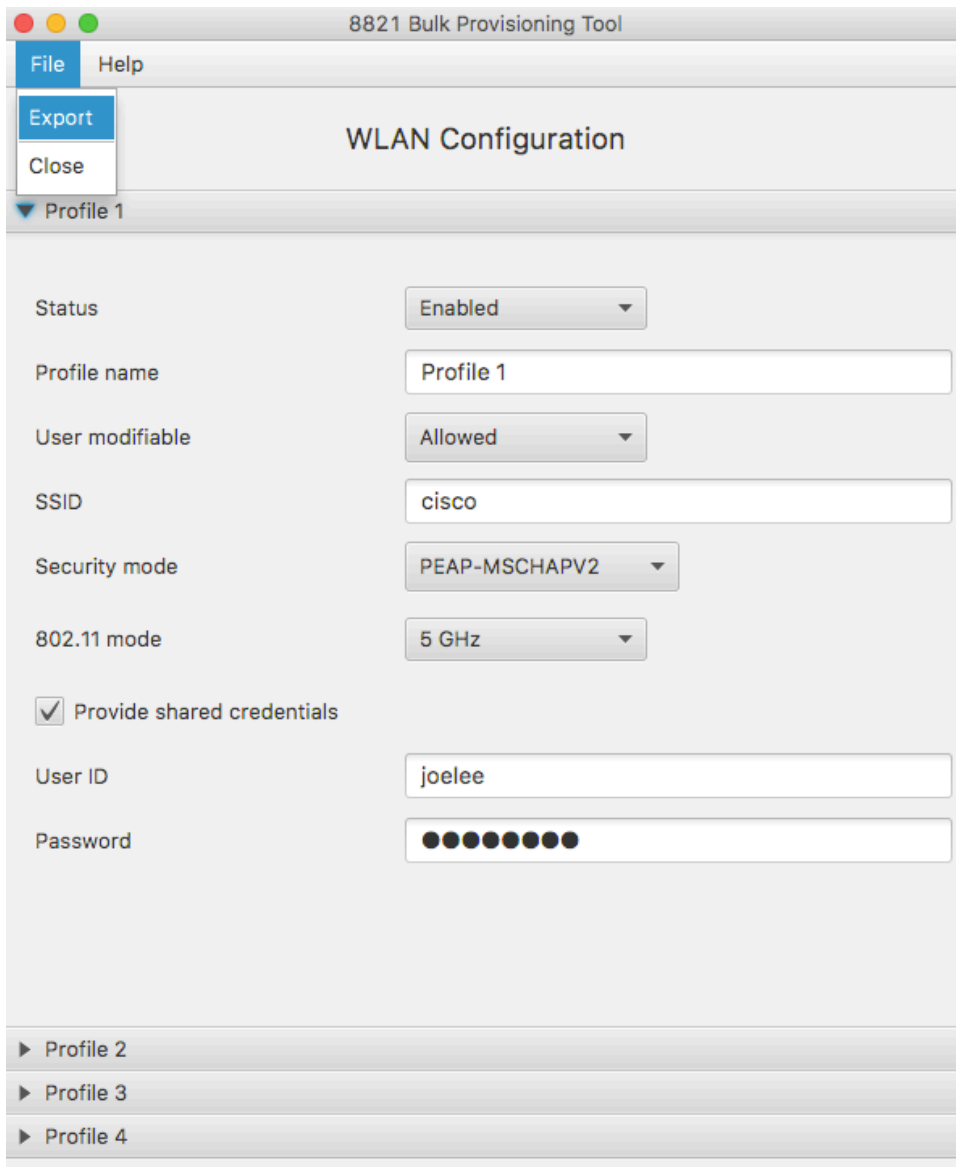 8821 Bulk Provisioning Tool
File Help
Export
Close
WLAN Configuration
Profile 1
Status Enabled
Profile name Profile 1
User modifiable Allowed
SSID cisco
Security mode PEAP-MSCHAPV2
802.11 mode 5 GHz
Provide shared credentials
User ID joelee
Password ●●●●●●●●
Profile 2
Profile 3
Profile 4